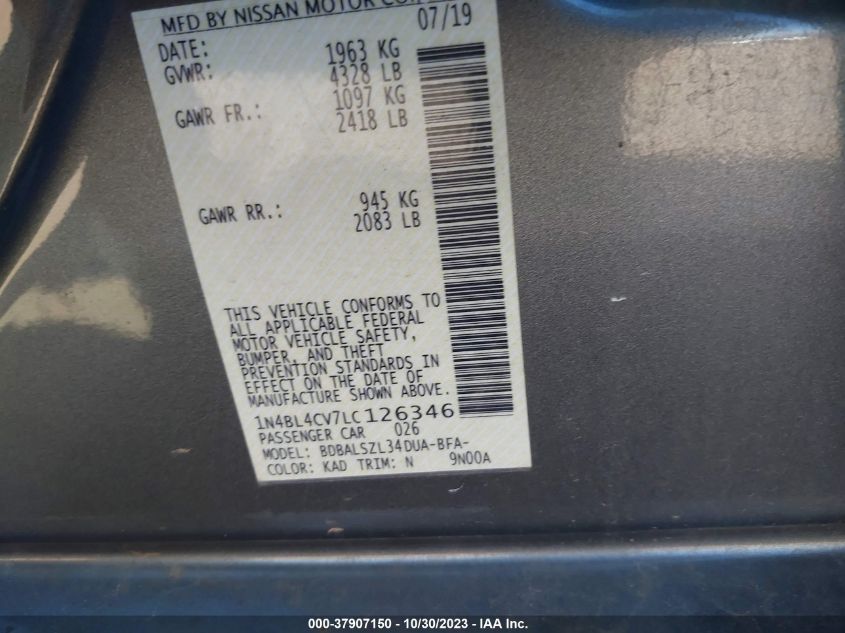 MFD BY NISSAN MOTOR CO.
DATE: 07/19
GVWR: 1963 KG
4328 LB
GAWR FR.: 1097 KG
2418 LB
GAWR RR.: 945 KG
2083 LB
THIS VEHICLE CONFORMS TO
ALL APPLICABLE FEDERAL
MOTOR VEHICLE SAFETY,
BUMPER, AND THEFT
PREVENTION STANDARDS IN
EFFECT ON THE DATE OF
MANUFACTURE SHOWN ABOVE.
1N4BL4CV7LC126346
PASSENGER CAR 026
MODEL: BDBALSZL34DUA-BFA-
COLOR: KAD TRIM: N 9N00A
000-37907150 - 10/30/2023 - IAA Inc.